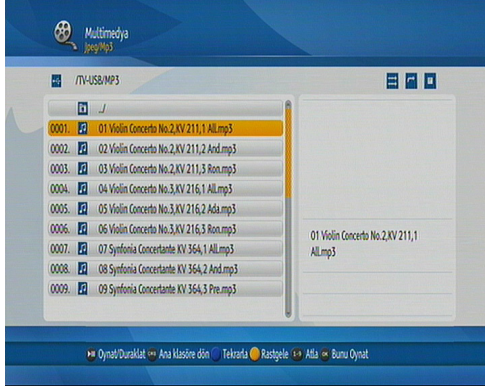 Multimedya
Jpeg/Mp3
/TV-USB/MP3
../
0001. 01 Violin Concerto No.2,KV 211,1 All.mp3
0002. 02 Violin Concerto No.2,KV 211,2 And.mp3
0003. 03 Violin Concerto No.2,KV 211,3 Ron.mp3
0004. 04 Violin Concerto No.3,KV 216,1 All.mp3
0005. 05 Violin Concerto No.3,KV 216,2 Ada.mp3
0006. 06 Violin Concerto No.3,KV 216,3 Ron.mp3
0007. 07 Synfonia Concertante KV 364,1 All.mp3
0008. 08 Synfonia Concertante KV 364,2 And.mp3
0009. 09 Synfonia Concertante KV 364,3 Pre.mp3
01 Violin Concerto No.2,KV 211,1
All.mp3
Oynat/Duraklat Ana klasöre dön Tekrarla Rastgele 1-9 Atla OK Bunu Oynat